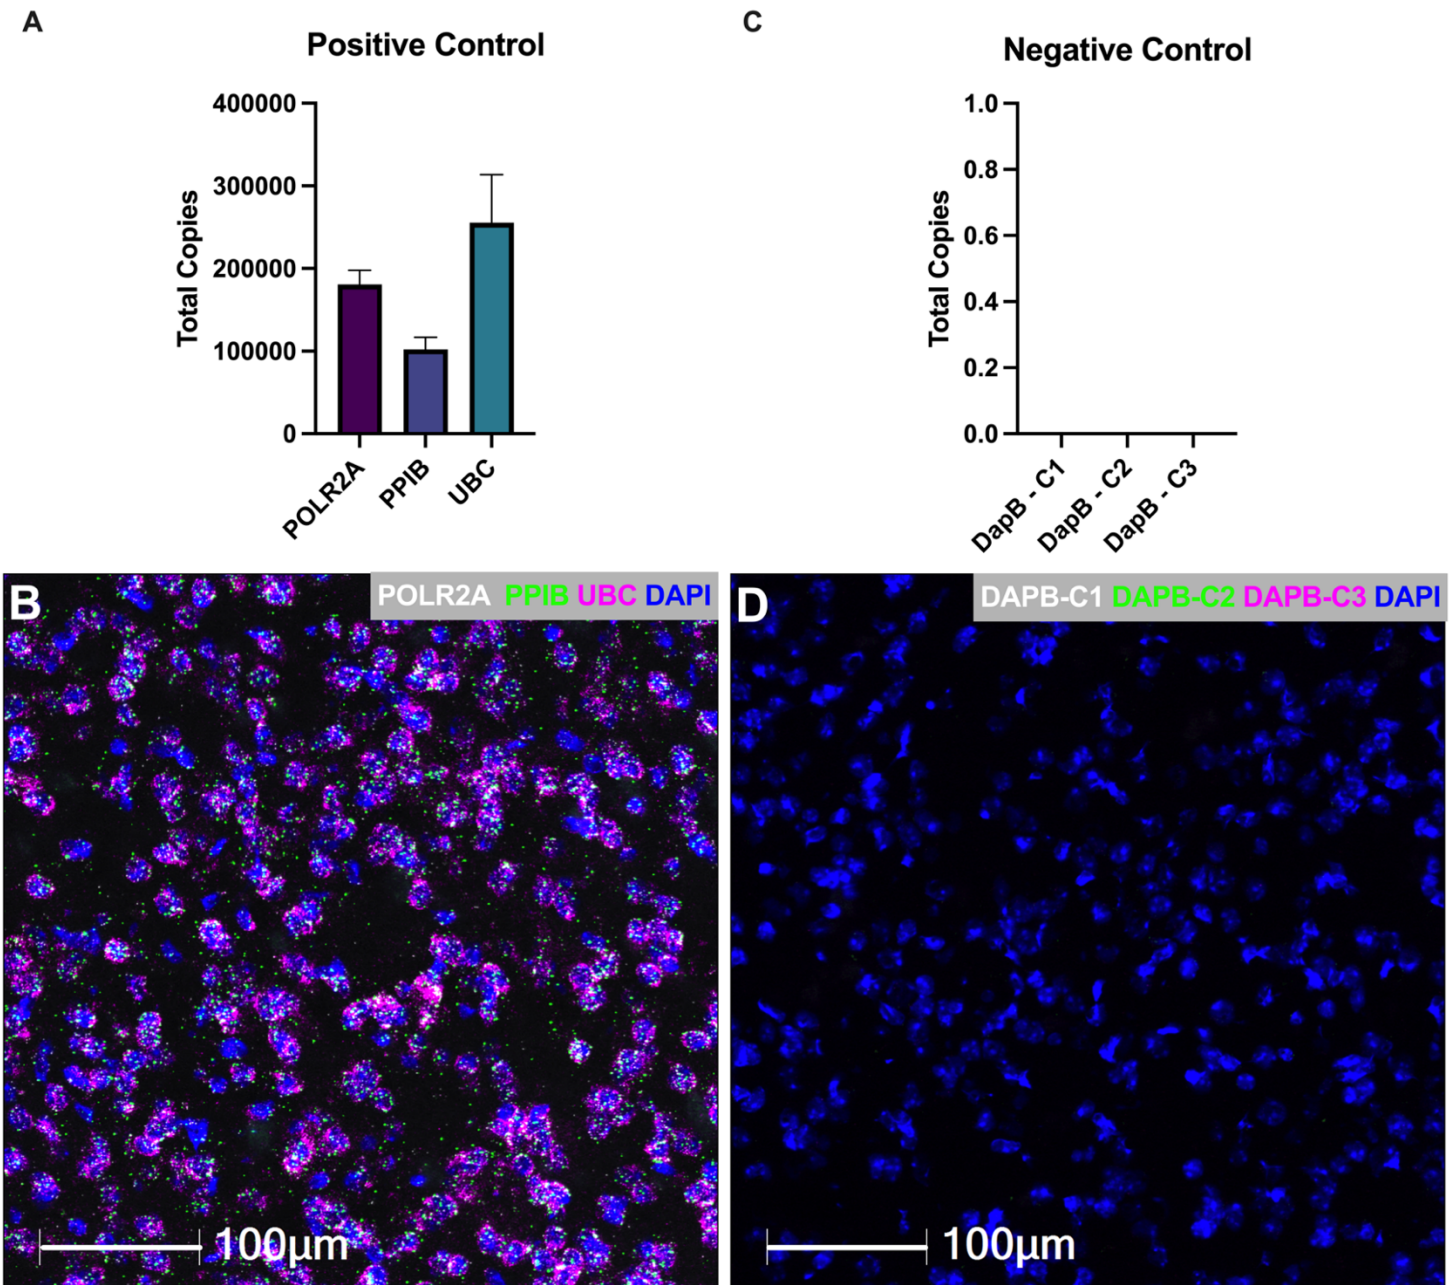 A
Positive Control
Total Copies
400000
300000
200000
100000
0
POLR2A
PPIB
UBC
C
Negative Control
Total Copies
1.0
0.8
0.6
0.4
0.2
0.0
DapB - C1
DapB - C2
DapB - C3
B
POLR2A PPIB UBC DAPI
100μm
D
DAPB-C1 DAPB-C2 DAPB-C3 DAPI
100μm